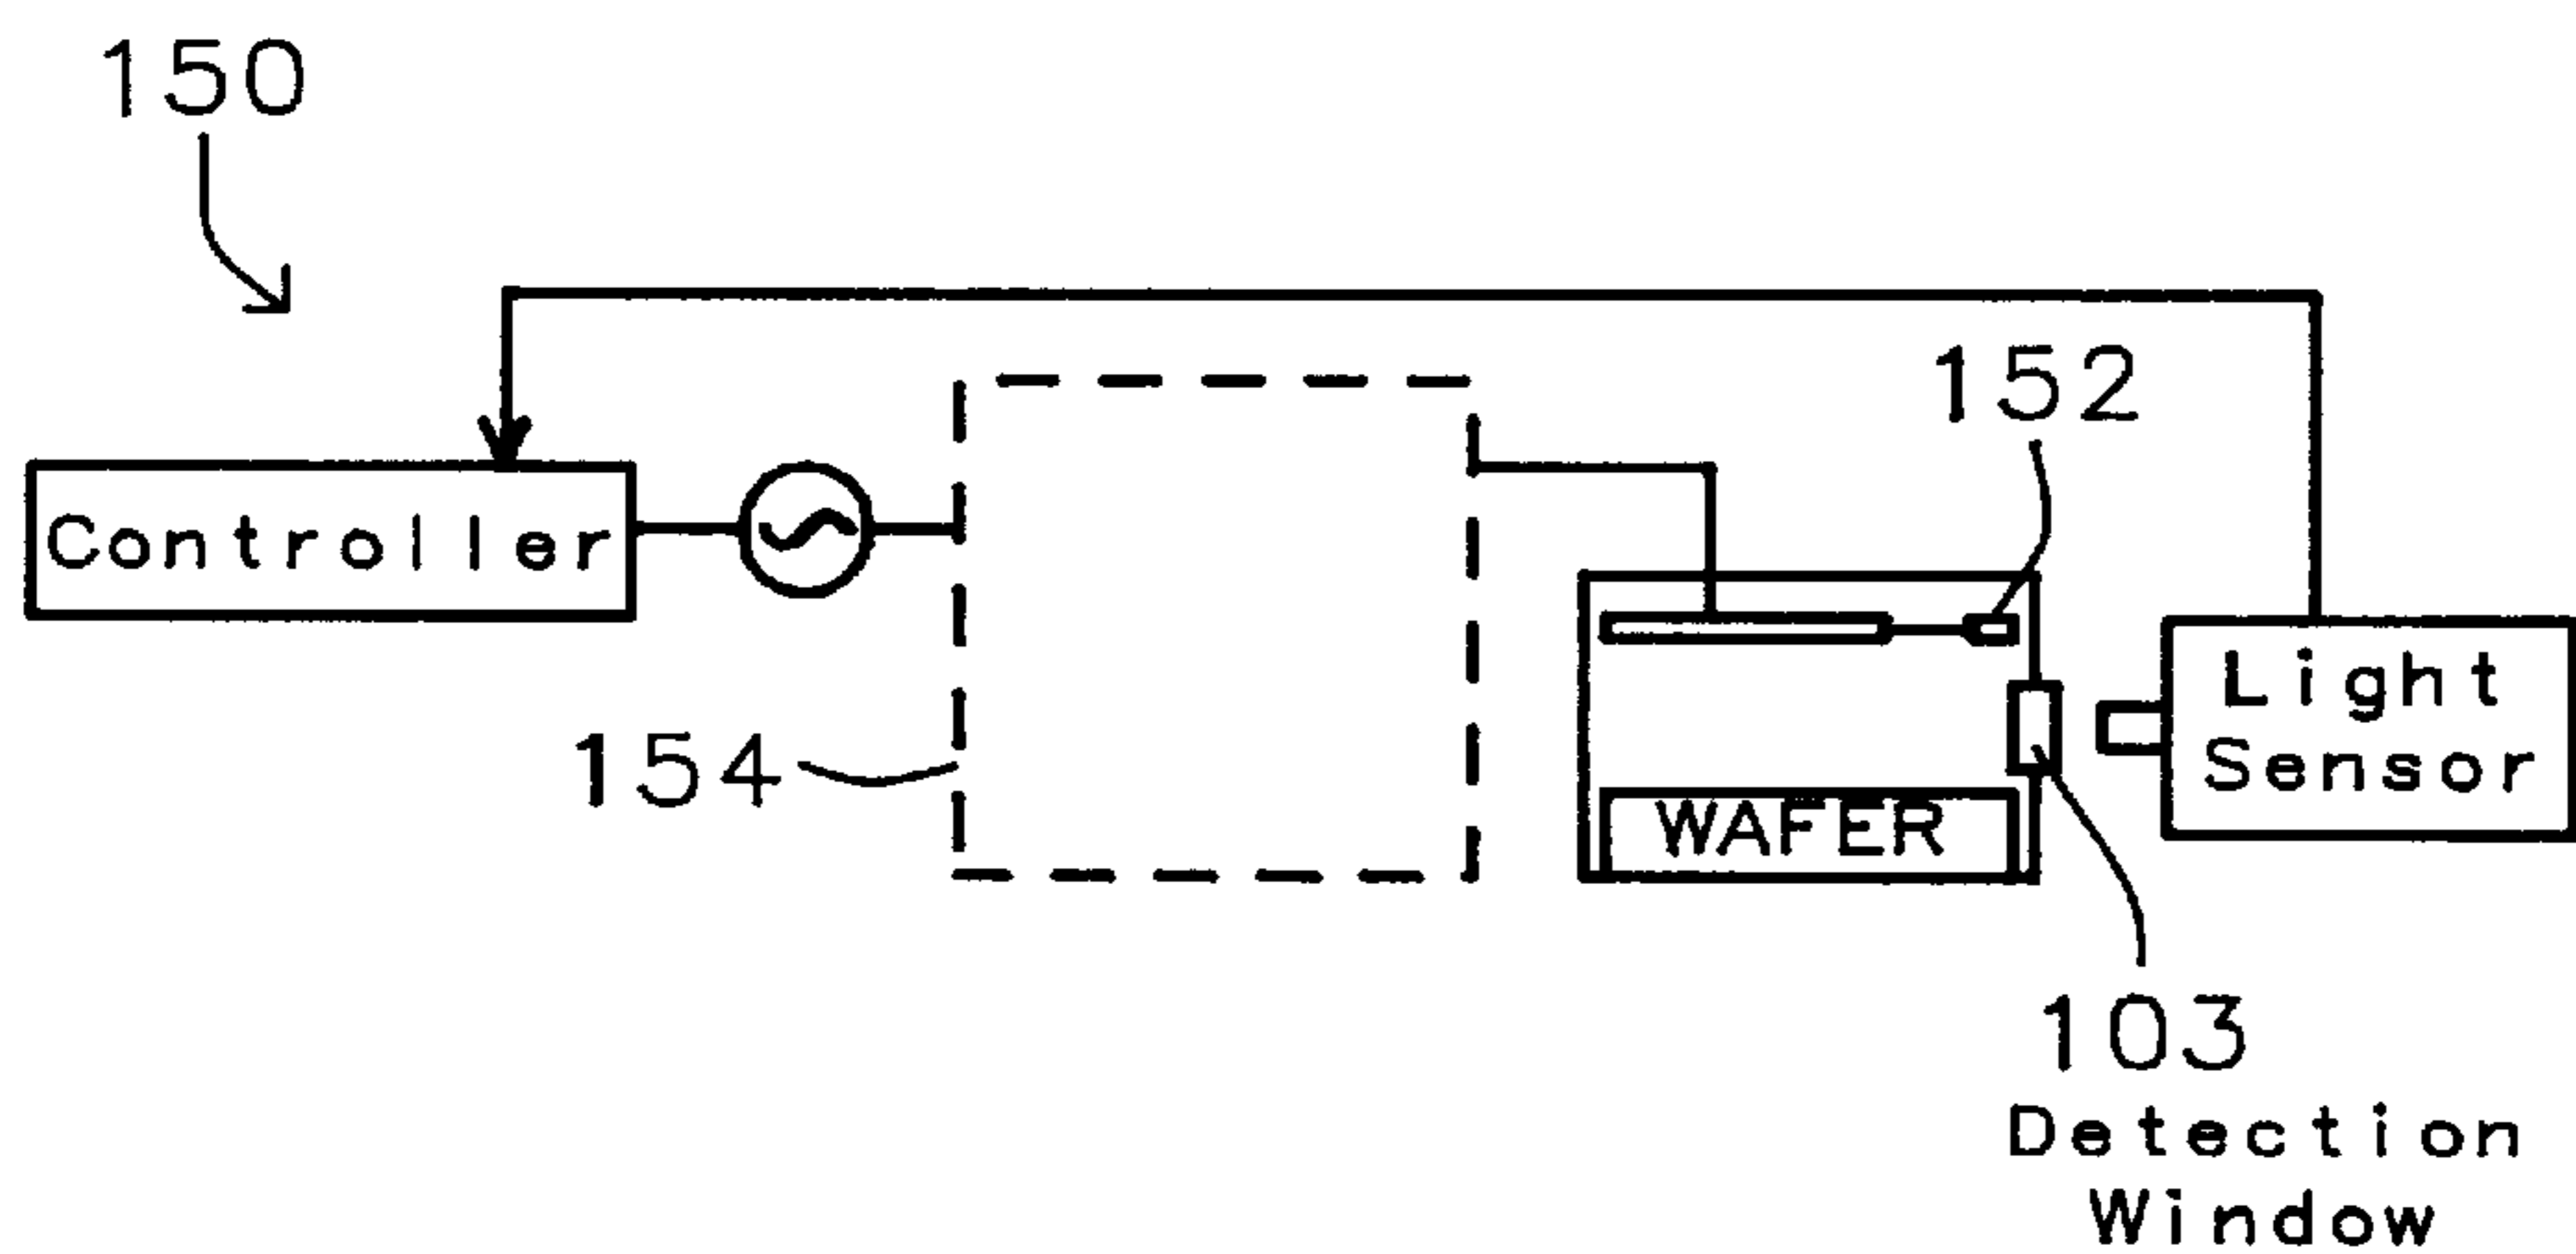 150
152
Controller
Light
Sensor
154
WAFER
103
Detection
Window